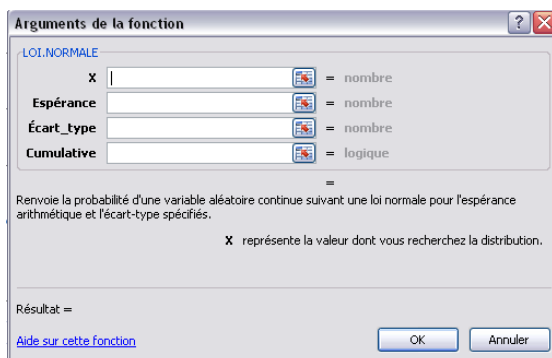 Arguments de la fonction
LOI.NORMALE
X = nombre
Espérance = nombre
Écart_type = nombre
Cumulative = logique
=
Renvoie la probabilité d'une variable aléatoire continue suivant une loi normale pour l'espérance
arithmétique et l'écart-type spécifiés.
X représente la valeur dont vous recherchez la distribution.
Résultat =
Aide sur cette fonction
OK
Annuler